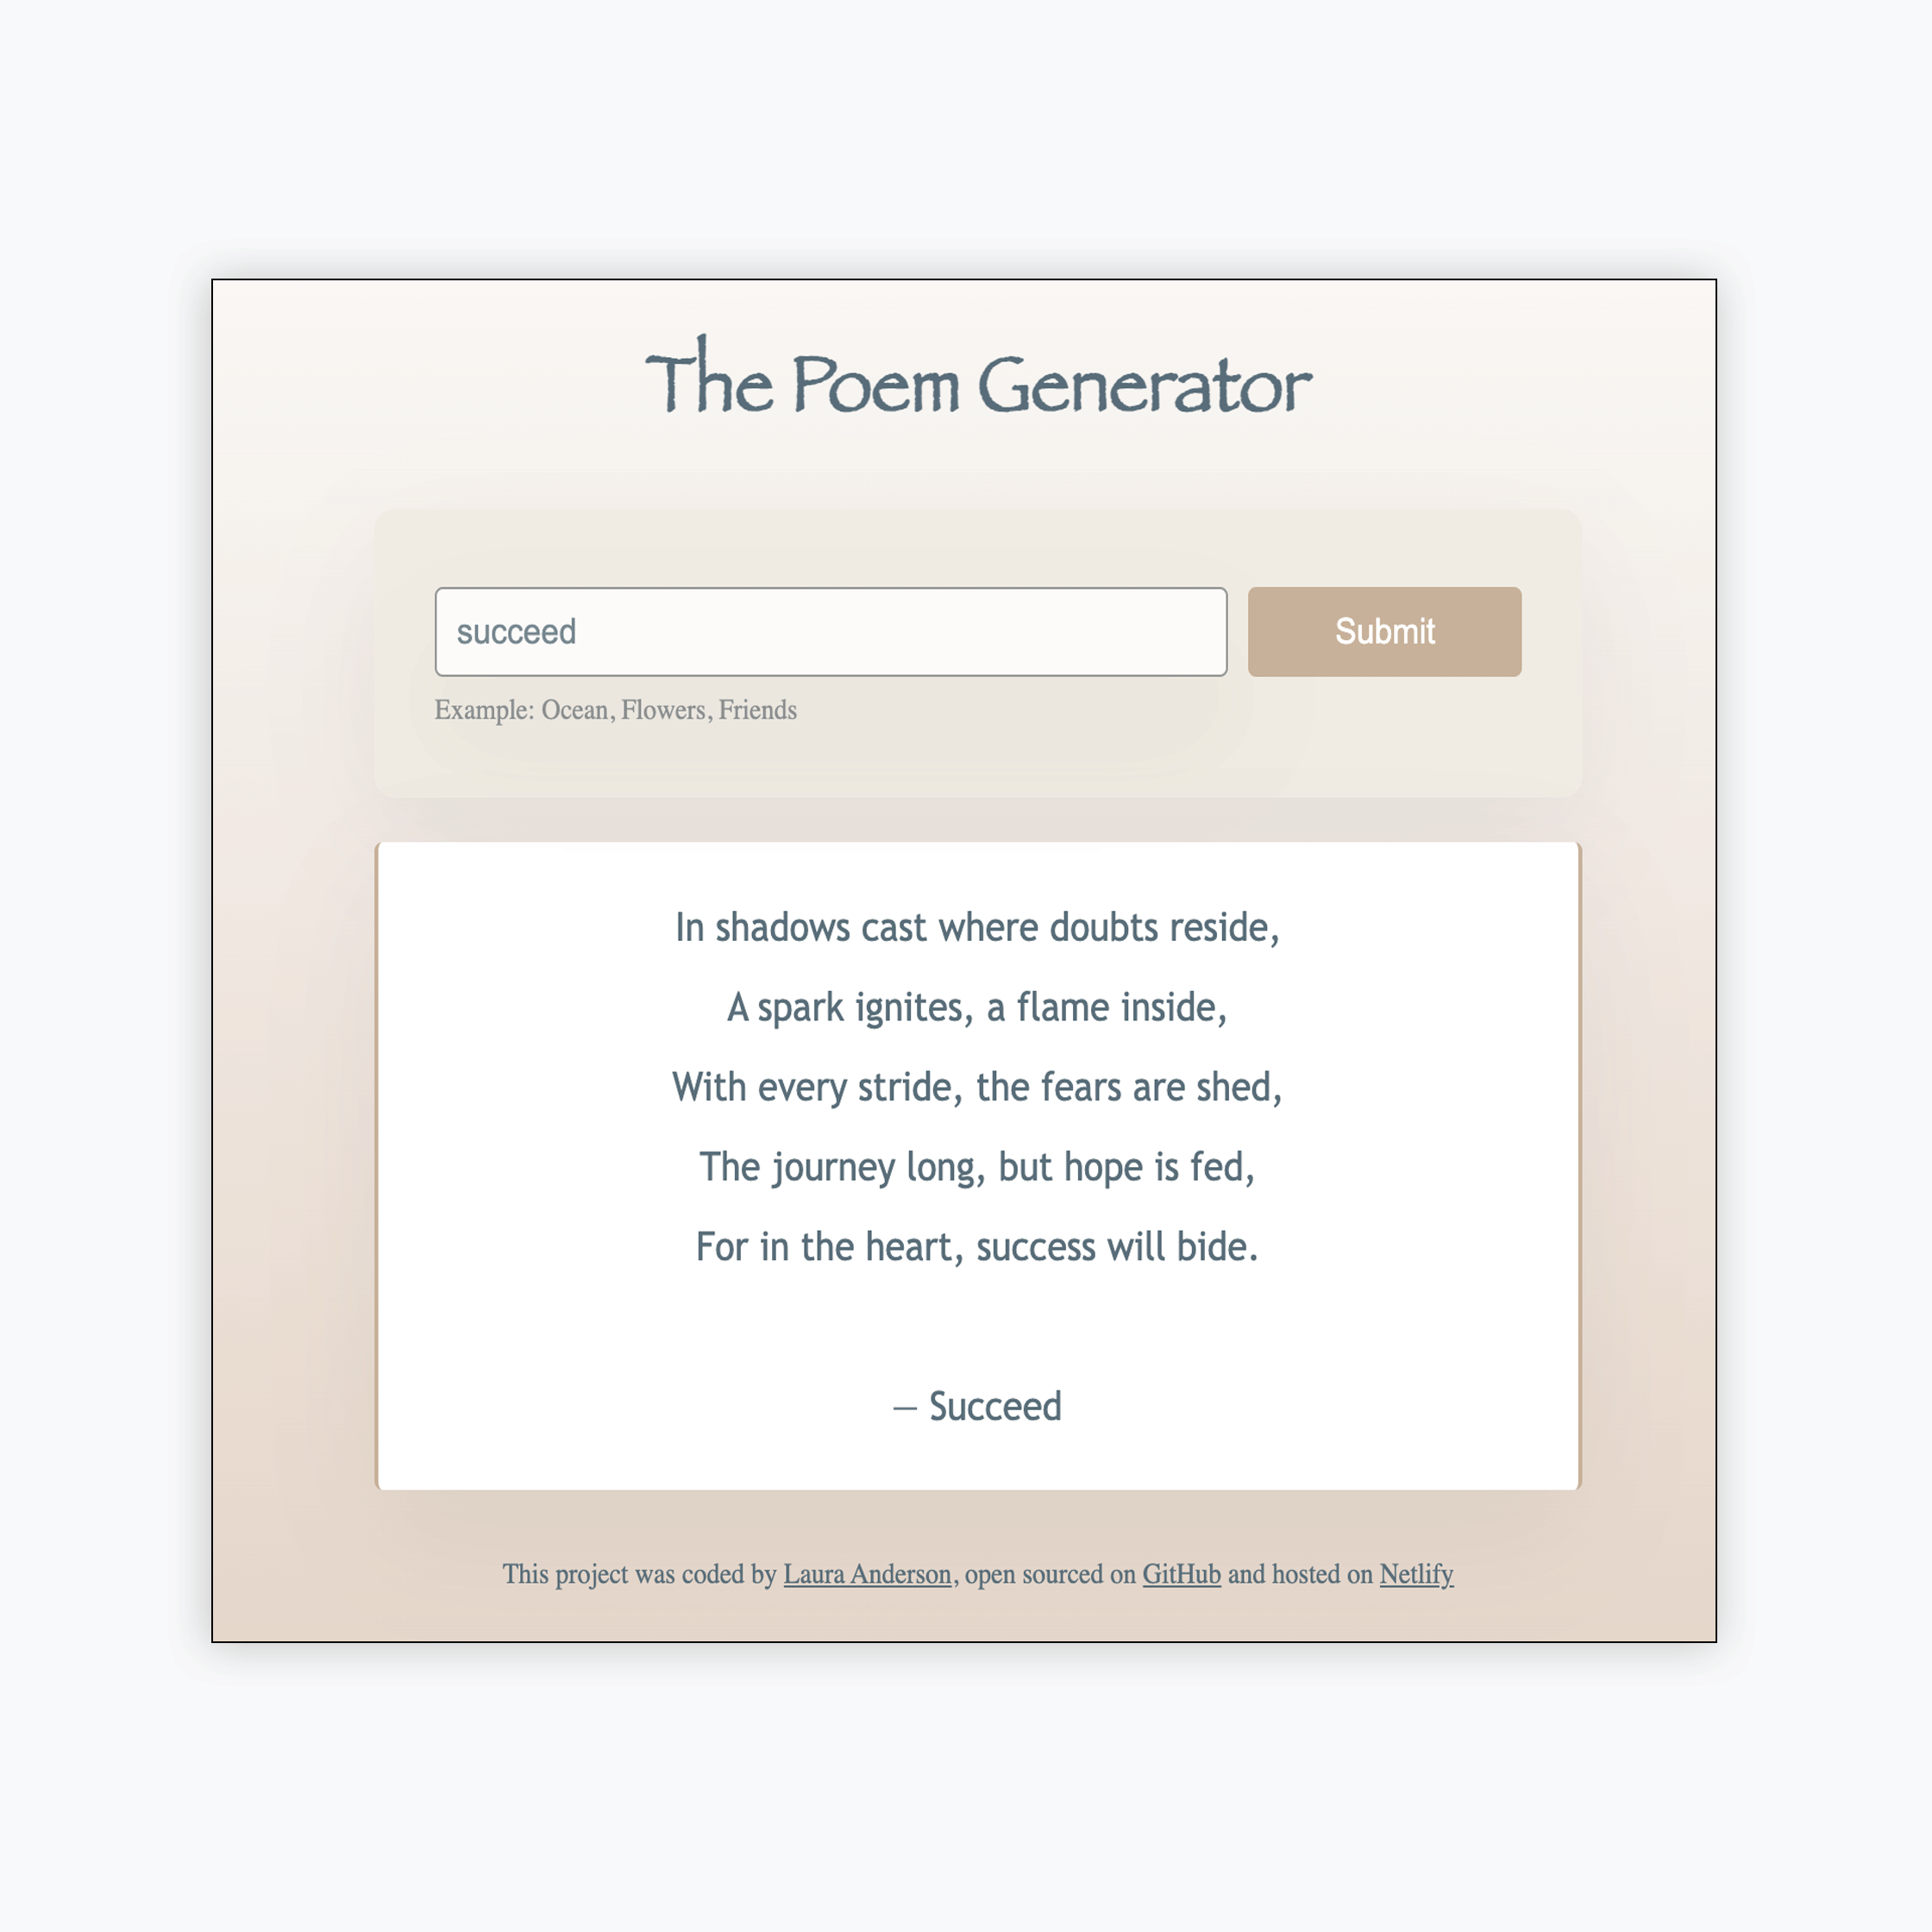 The Poem Generator
succeed
Submit
Example: Ocean, Flowers, Friends
In shadows cast where doubts reside,
A spark ignites, a flame inside,
With every stride, the fears are shed,
The journey long, but hope is fed,
For in the heart, success will bide.
— Succeed
This project was coded by Laura Anderson, open sourced on GitHub and hosted on Netlify